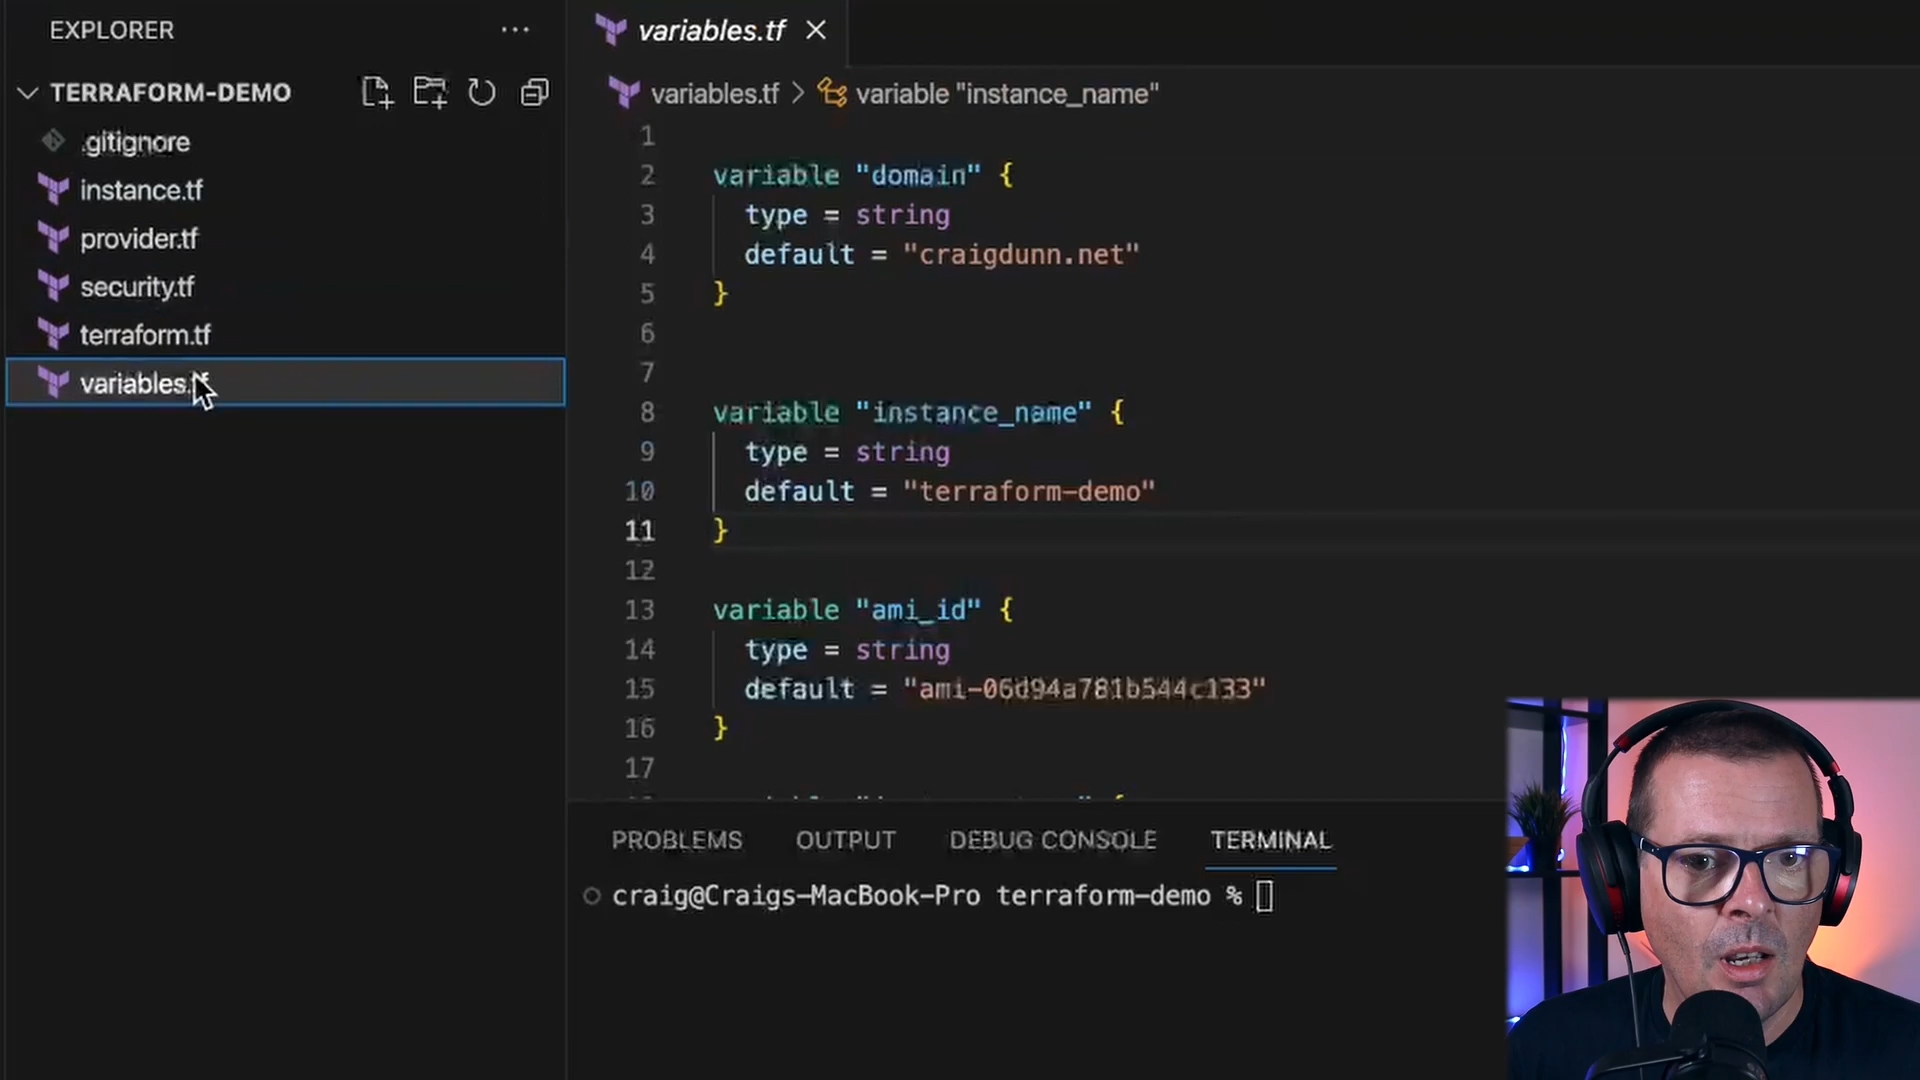 EXPLORER
TERRAFORM-DEMO
.gitignore
instance.tf
provider.tf
security.tf
terraform.tf
variables.tf
variables.tf
variables.tf > variable "instance_name"
1
2 variable "domain" {
3 type = string
4 default = "craigdunn.net"
5 }
6
7
8 variable "instance_name" {
9 type = string
10 default = "terraform-demo"
11 }
12
13 variable "ami_id" {
14 type = string
15 default = "ami-06d94a781b544c133"
16 }
17
PROBLEMS OUTPUT DEBUG CONSOLE TERMINAL
craig@Craigs-MacBook-Pro terraform-demo %